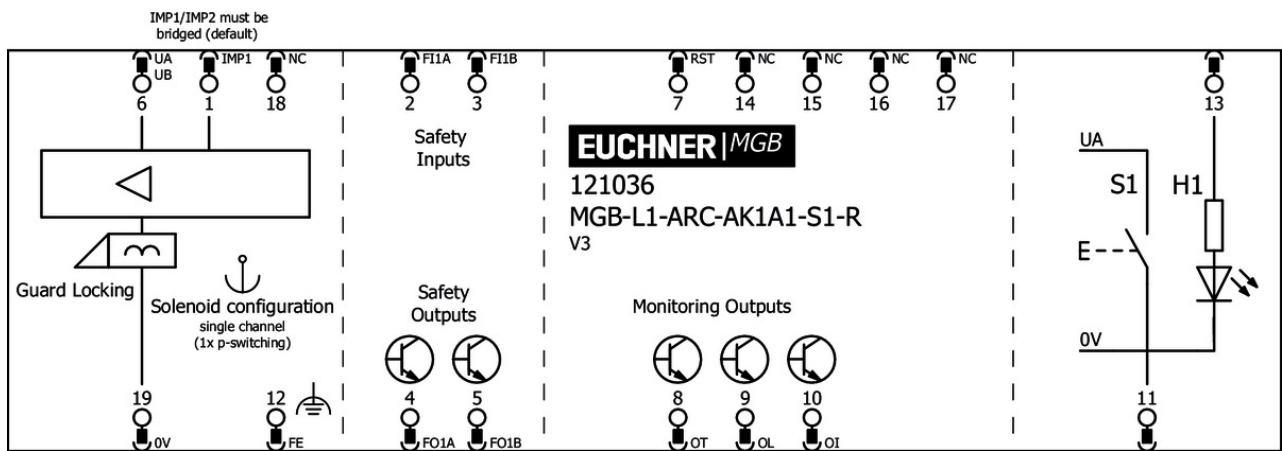 IMP1/IMP2 must be
bridged (default)
UA
UB
IMP1
NC
FI1A
FI1B
RST
NC
NC
NC
NC
6
1
18
2
3
7
14
15
16
17
13
Safety
Inputs
EUCHNER MGB
121036
MGB-L1-ARC-AK1A1-S1-R
V3
UA
S1
H1
E
0V
Guard Locking
Solenoid configuration
single channel
(1x p-switching)
Safety
Outputs
Monitoring Outputs
19
12
4
5
8
9
10
11
0V
FE
FO1A
FO1B
OT
OL
OI